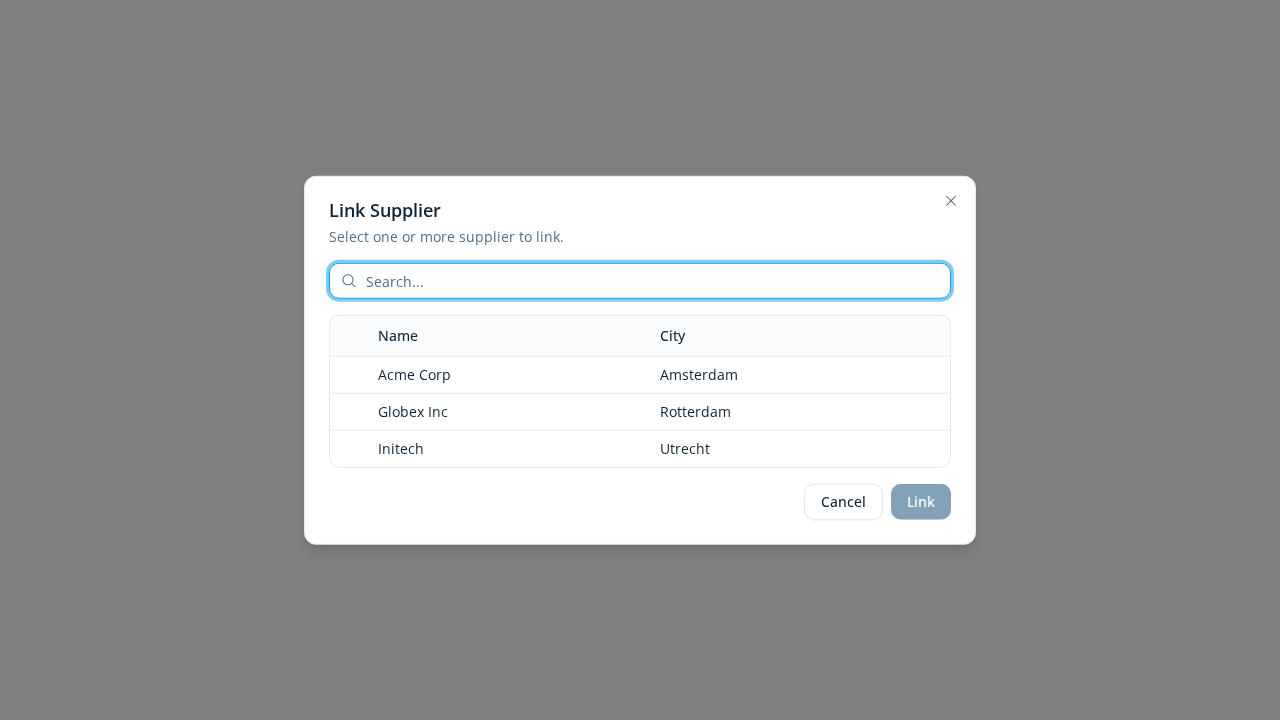 Link Supplier
Select one or more supplier to link.
Search...
Name City
Acme Corp Amsterdam
Globex Inc Rotterdam
Initech Utrecht
Cancel Link